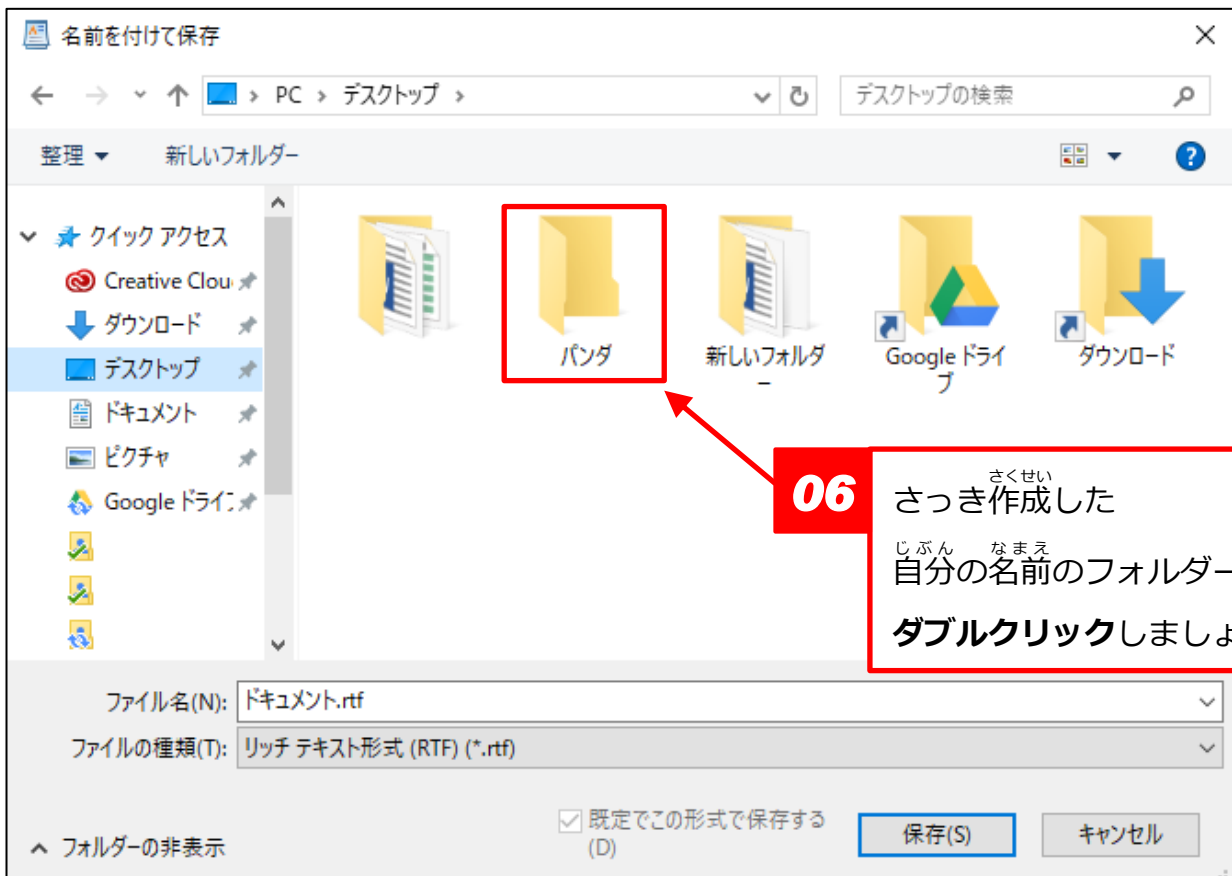 名前を付けて保存
PC › デスクトップ ›
デスクトップの検索
整理
新しいフォルダー
クイック アクセス
Creative Clou
ダウンロード
デスクトップ
ドキュメント
ピクチャ
Google ドライ
パンダ
新しいフォルダ
ー
Google ドライ
ブ
ダウンロード
06
さくせい
さっき作成した
じぶん なまえ
自分の名前のフォルダー
ダブルクリックしましょ
ファイル名(N):
ドキュメント.rtf
ファイルの種類(T):
リッチ テキスト形式 (RTF) (*.rtf)
既定でこの形式で保存する
(D)
フォルダーの非表示
保存(S)
キャンセル